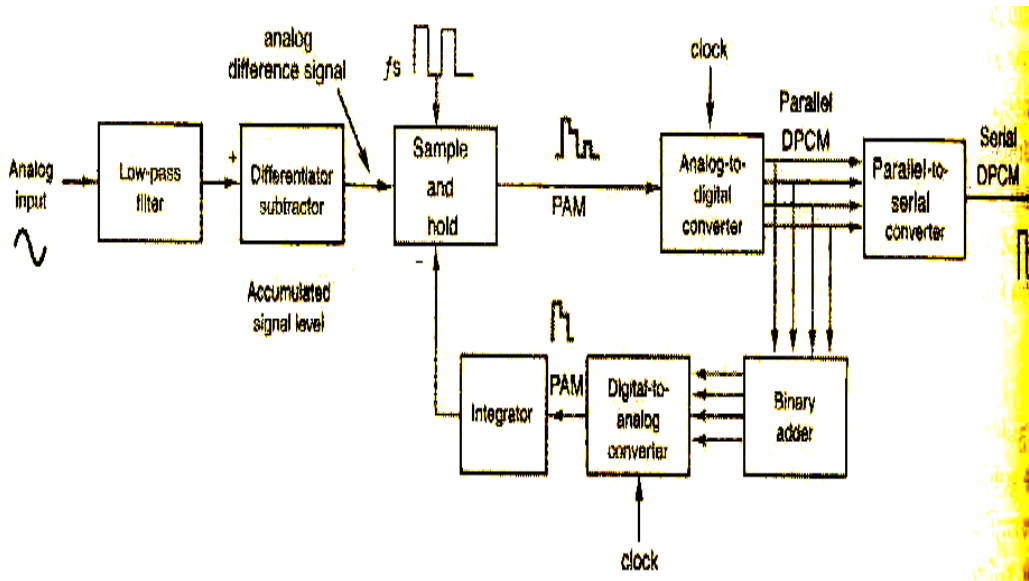 analog
difference signal
fs
clock
Parallel
DPCM
Serial
DPCM
Analog
input
Low-pass
filter
+
Differentiator
subtractor
Sample
and
hold
PAM
Analog-to-
digital
converter
Parallel-to-
serial
converter
–
Accumulated
signal level
Integrator
PAM
Digital-to-
analog
converter
Binary
adder
clock